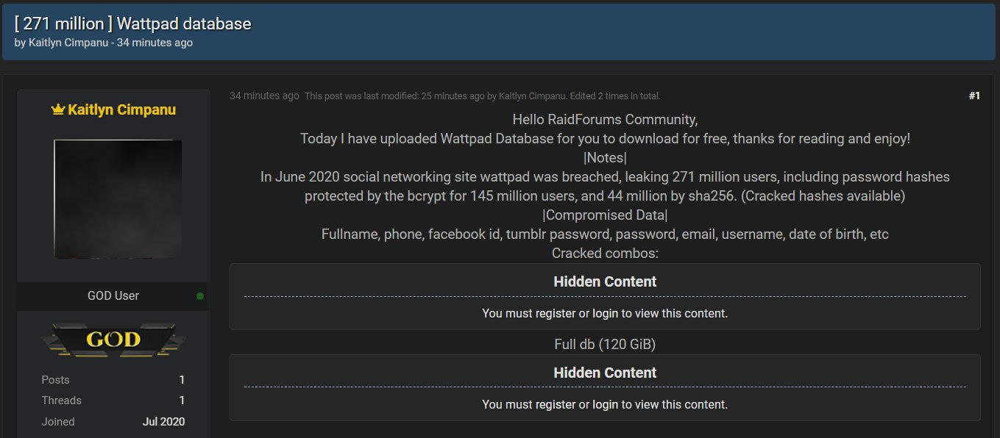 [ 271 million ] Wattpad database
by Kaitlyn Cimpanu - 34 minutes ago
Kaitlyn Cimpanu
GOD User
GOD
Posts 1
Threads 1
Joined Jul 2020
34 minutes ago This post was last modified: 25 minutes ago by Kaitlyn Cimpanu. Edited 2 times in total.
#1
Hello RaidForums Community,
Today I have uploaded Wattpad Database for you to download for free, thanks for reading and enjoy!
|Notes|
In June 2020 social networking site wattpad was breached, leaking 271 million users, including password hashes
protected by the bcrypt for 145 million users, and 44 million by sha256. (Cracked hashes available)
|Compromised Data|
Fullname, phone, facebook id, tumblr password, password, email, username, date of birth, etc
Cracked combos:
Hidden Content
You must register or login to view this content.
Full db (120 GiB)
Hidden Content
You must register or login to view this content.